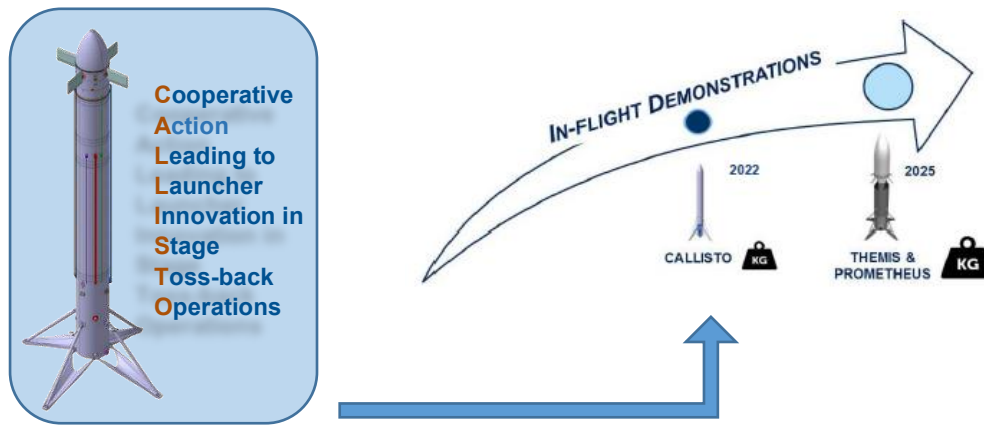 Cooperative
Action
Leading to
Launcher
Innovation in
Stage
Toss-back
Operations
IN-FLIGHT DEMONSTRATIONS
2022
2025
CALLISTO
KG
THEMIS &
PROMETHEUS
KG